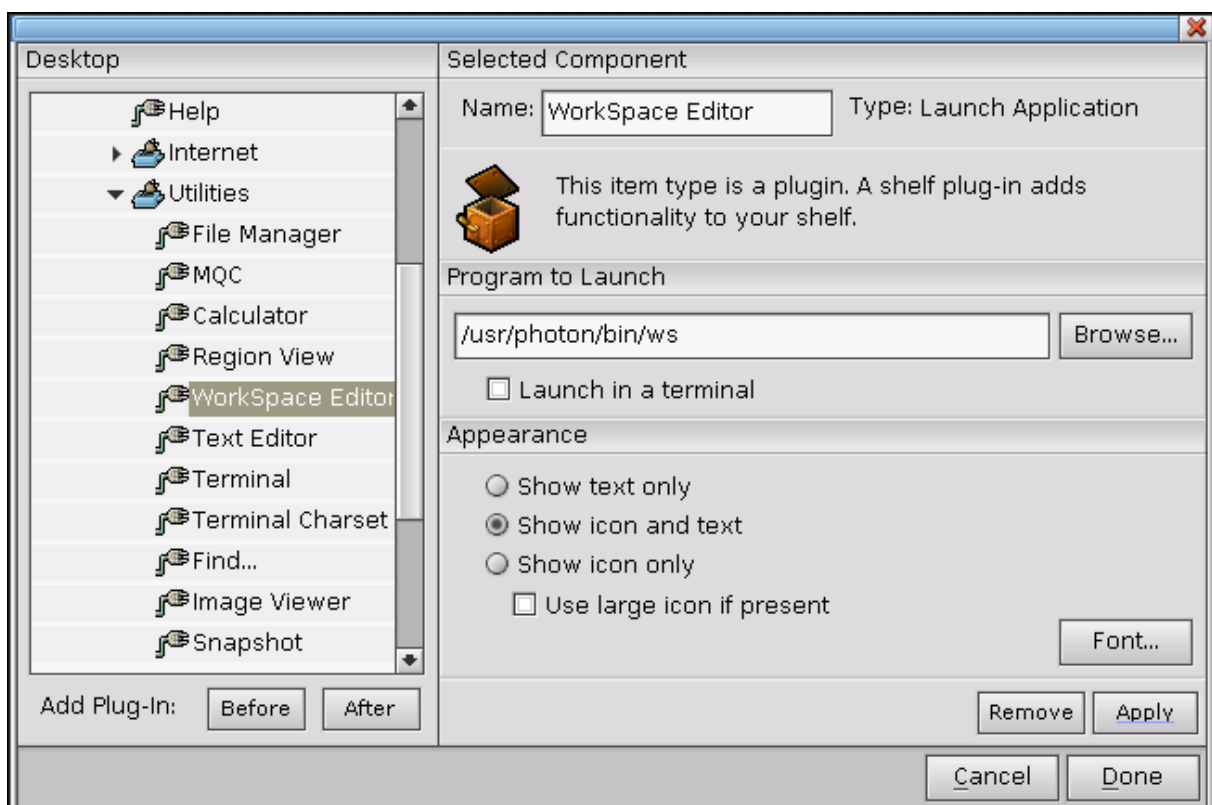 Desktop
Help
Internet
Utilities
File Manager
MQC
Calculator
Region View
WorkSpace Editor
Text Editor
Terminal
Terminal Charset
Find...
Image Viewer
Snapshot
Add Plug-In: Before After
Selected Component
Name: WorkSpace Editor Type: Launch Application
This item type is a plugin. A shelf plug-in adds
functionality to your shelf.
Program to Launch
/usr/photon/bin/ws Browse...
Launch in a terminal
Appearance
Show text only
Show icon and text
Show icon only
Use large icon if present
Font...
Remove Apply
Cancel Done